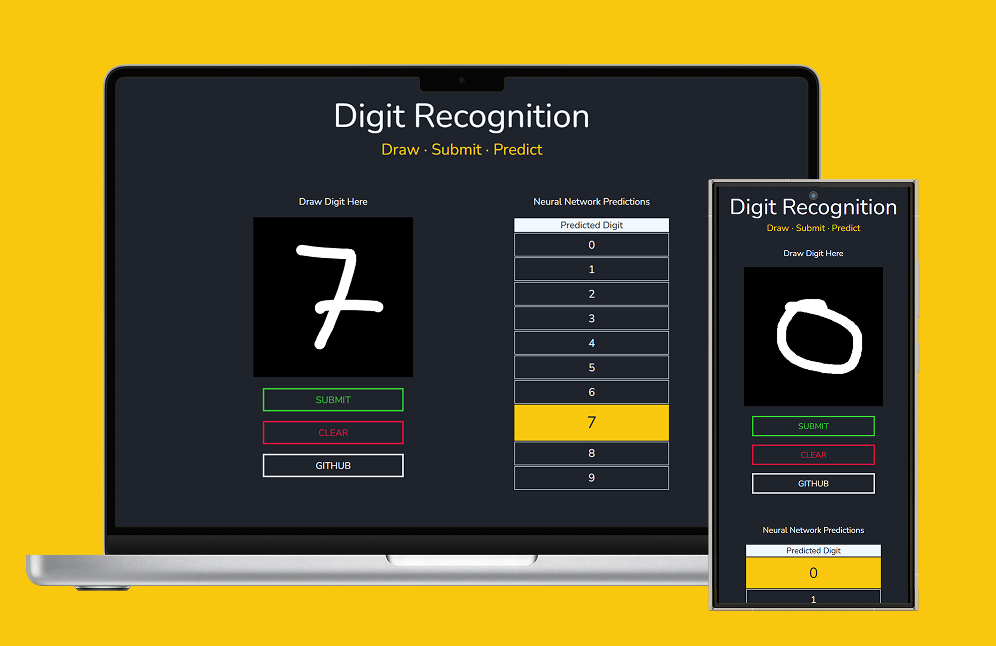 Digit Recognition
Draw · Submit · Predict
Draw Digit Here
7
SUBMIT
CLEAR
GITHUB
Neural Network Predictions
Predicted Digit
0
1
2
3
4
5
6
7
8
9
Digit Recognition
Draw · Submit · Predict
Draw Digit Here
0
SUBMIT
CLEAR
GITHUB
Neural Network Predictions
Predicted Digit
0
1